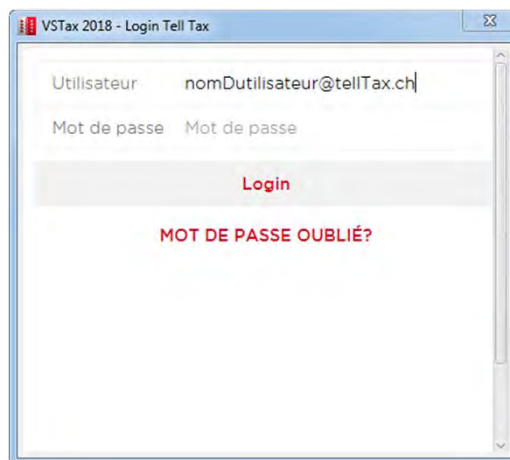 VSTax 2018 - Login Tell Tax
Utilisateur nomDutilisateur@tellTax.ch
Mot de passe Mot de passe
Login
MOT DE PASSE OUBLIÉ?